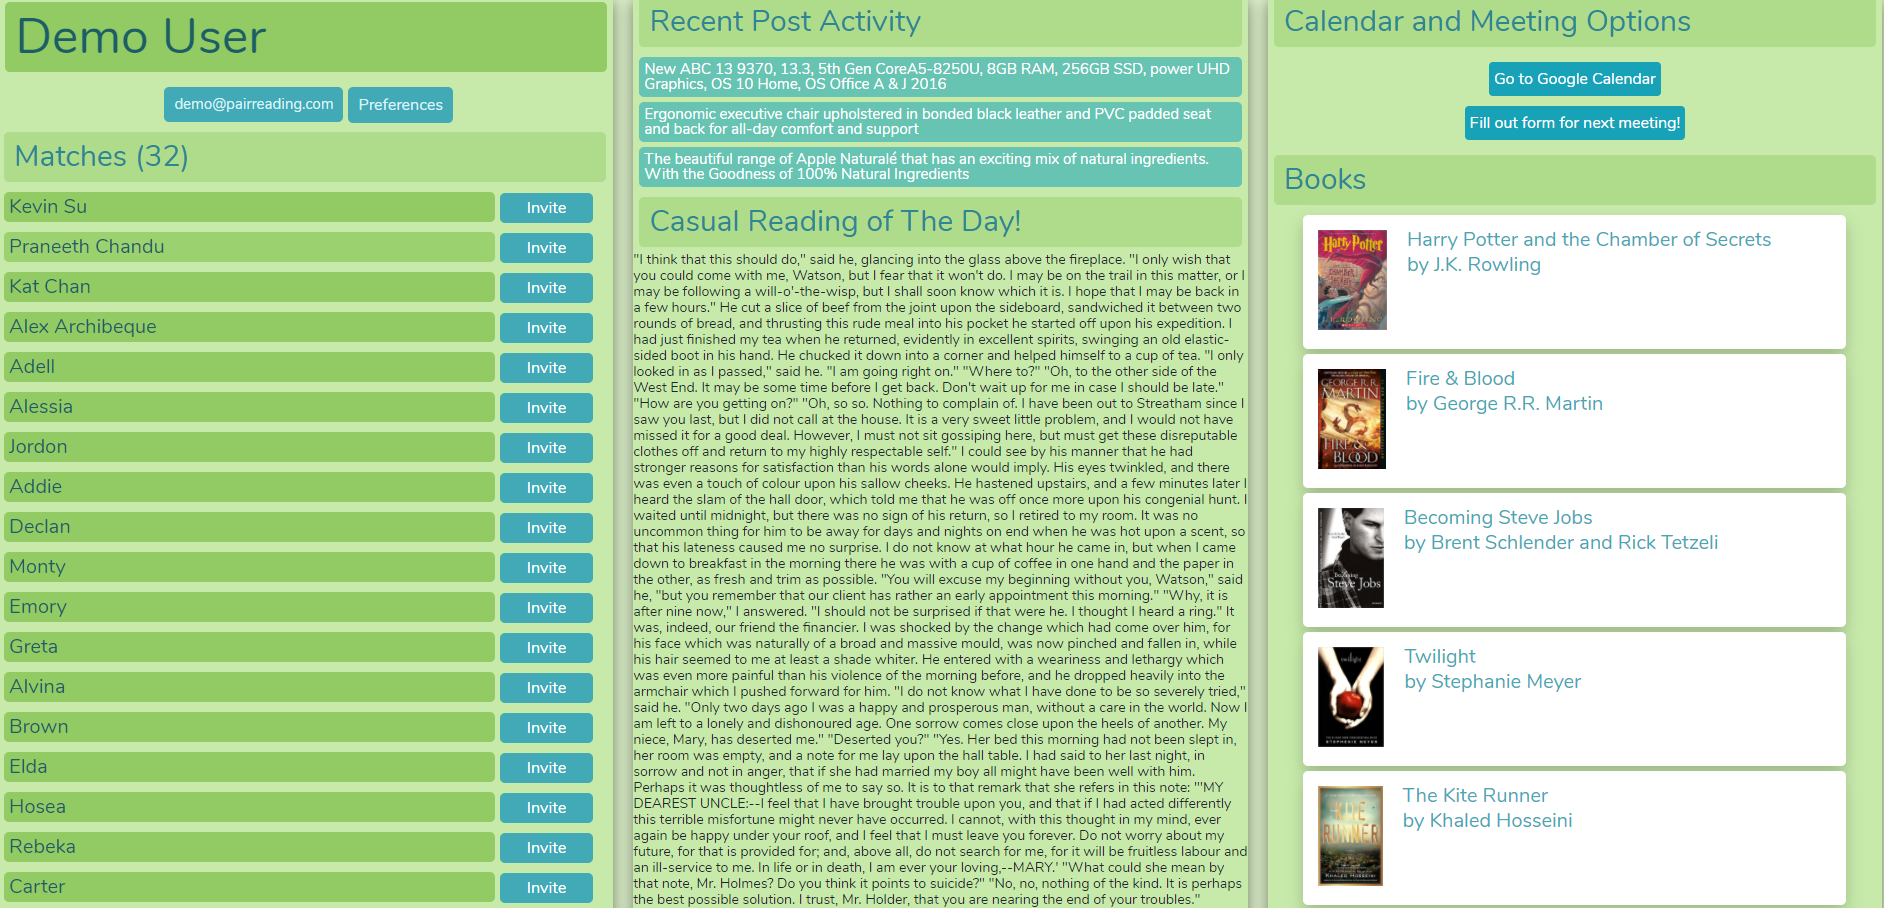 Demo User
demo@pairreading.com
Preferences
Matches (32)
Kevin Su
Invite
Praneeth Chandu
Invite
Kat Chan
Invite
Alex Archibeque
Invite
Adell
Invite
Alessia
Invite
Jordon
Invite
Addie
Invite
Declan
Invite
Monty
Invite
Emory
Invite
Greta
Invite
Alvina
Invite
Brown
Invite
Elda
Invite
Hosea
Invite
Rebeka
Invite
Carter
Invite
Recent Post Activity
New ABC 13 9370, 13.3, 5th Gen CoreA5-8250U, 8GB RAM, 256GB SSD, power UHD
Graphics, OS 10 Home, OS Office A & J 2016
Ergonomic executive chair upholstered in bonded black leather and PVC padded seat
and back for all-day comfort and support
The beautiful range of Apple Naturalé that has an exciting mix of natural ingredients.
With the Goodness of 100% Natural Ingredients
Casual Reading of The Day!
"I think that this should do," said he, glancing into the glass above the fireplace. "I only wish that
you could come with me, Watson, but I fear that it won't do. I may be on the trail in this matter, or I
may be following a will-o'-the-wisp, but I shall soon know which it is. I hope that I may be back in
a few hours." He cut a slice of beef from the joint upon the sideboard, sandwiched it between two
rounds of bread, and thrusting this rude meal into his pocket he started off upon his expedition. I
had just finished my tea when he returned, evidently in excellent spirits, swinging an old elastic-
sided boot in his hand. He chucked it down into a corner and helped himself to a cup of tea. "I only
looked in as I passed," said he. "I am going right on." "Where to?" "Oh, to the other side of the
West End. It may be some time before I get back. Don't wait up for me in case I should be late."
"How are you getting on?" "Oh, so so. Nothing to complain of. I have been out to Streatham since I
saw you last, but I did not call at the house. It is a very sweet little problem, and I would not have
missed it for a good deal. However, I must not sit gossiping here, but must get these disreputable
clothes off and return to my highly respectable self." I could see by his manner that he had
stronger reasons for satisfaction than his words alone would imply. His eyes twinkled, and there
was even a touch of colour upon his sallow cheeks. He hastened upstairs, and a few minutes later I
heard the slam of the hall door, which told me that he was off once more upon his congenial hunt. I
waited until midnight, but there was no sign of his return, so I retired to my room. It was no
uncommon thing for him to be away for days and nights on end when he was hot upon a scent, so
that his lateness caused me no surprise. I do not know at what hour he came in, but when I came
down to breakfast in the morning there he was with a cup of coffee in one hand and the paper in
the other, as fresh and trim as possible. "You will excuse my beginning without you, Watson," said
he, "but you remember that our client has rather an early appointment this morning." "Why, it is
after nine now," I answered. "I should not be surprised if that were he. I thought I heard a ring." It
was, indeed, our friend the financier. I was shocked by the change which had come over him, for
his face which was naturally of a broad and massive mould, was now pinched and fallen in, while
his hair seemed to me at least a shade whiter. He entered with a weariness and lethargy which
was even more painful than his violence of the morning before, and he dropped heavily into the
armchair which I pushed forward for him. "I do not know what I have done to be so severely tried,"
said he. "Only two days ago I was a happy and prosperous man, without a care in the world. Now I
am left to a lonely and dishonoured age. One sorrow comes close upon the heels of another. My
niece, Mary, has deserted me." "Deserted you?" "Yes. Her bed this morning had not been slept in,
her room was empty, and a note for me lay upon the hall table. I had said to her last night, in
sorrow and not in anger, that if she had married my boy all might have been well with him.
Perhaps it was thoughtless of me to say so. It is to that remark that she refers in this note: "'MY
DEAREST UNCLE:--I feel that I have brought trouble upon you, and that if I had acted differently
this terrible misfortune might never have occurred. I cannot, with this thought in my mind, ever
again be happy under your roof, and I feel that I must leave you forever. Do not worry about my
future, for that is provided for; and, above all, do not search for me, for it will be fruitless labour and
an ill-service to me. In life or in death, I am ever your loving,--MARY.' "What could she mean by
that note, Mr. Holmes? Do you think it points to suicide?" "No, no, nothing of the kind. It is perhaps
the best possible solution. I trust, Mr. Holder, that you are nearing the end of your troubles."
Calendar and Meeting Options
Go to Google Calendar
Fill out form for next meeting!
Books
Harry Potter
Harry Potter and the Chamber of Secrets
by J.K. Rowling
GEORGE R.R.
MARTIN
FIRE &
BLOOD
Fire & Blood
by George R.R. Martin
Becoming
Steve Jobs
Becoming Steve Jobs
by Brent Schlender and Rick Tetzeli
twilight
STEPHENIE MEYER
Twilight
by Stephanie Meyer
KITE
RUNNER
KHALED HOSSEINI
The Kite Runner
by Khaled Hosseini